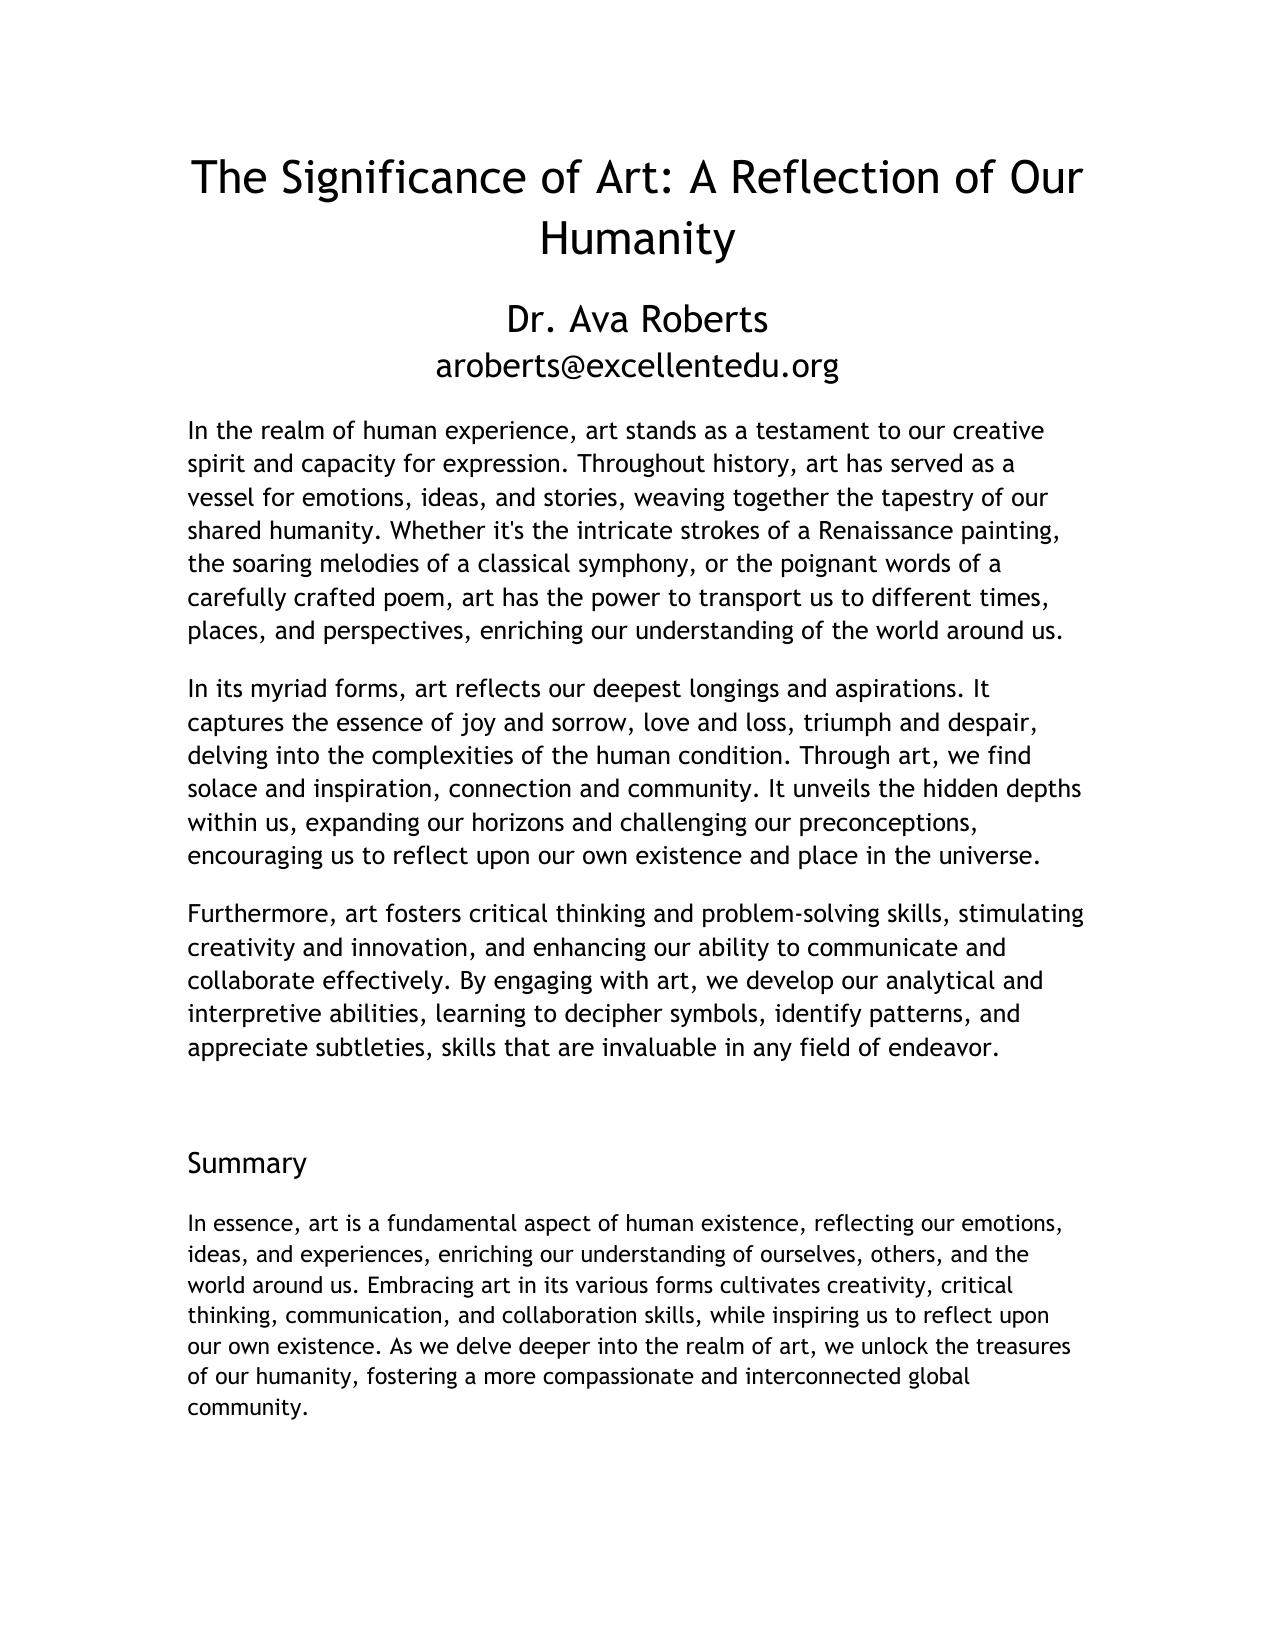 The Significance of Art: A Reflection of Our
Humanity
Dr. Ava Roberts
aroberts@excellentedu.org
In the realm of human experience, art stands as a testament to our creative
spirit and capacity for expression. Throughout history, art has served as a
vessel for emotions, ideas, and stories, weaving together the tapestry of our
shared humanity. Whether it's the intricate strokes of a Renaissance painting,
the soaring melodies of a classical symphony, or the poignant words of a
carefully crafted poem, art has the power to transport us to different times,
places, and perspectives, enriching our understanding of the world around us.
In its myriad forms, art reflects our deepest longings and aspirations. It
captures the essence of joy and sorrow, love and loss, triumph and despair,
delving into the complexities of the human condition. Through art, we find
solace and inspiration, connection and community. It unveils the hidden depths
within us, expanding our horizons and challenging our preconceptions,
encouraging us to reflect upon our own existence and place in the universe.
Furthermore, art fosters critical thinking and problem-solving skills, stimulating
creativity and innovation, and enhancing our ability to communicate and
collaborate effectively. By engaging with art, we develop our analytical and
interpretive abilities, learning to decipher symbols, identify patterns, and
appreciate subtleties, skills that are invaluable in any field of endeavor.
Summary
In essence, art is a fundamental aspect of human existence, reflecting our emotions,
ideas, and experiences, enriching our understanding of ourselves, others, and the
world around us. Embracing art in its various forms cultivates creativity, critical
thinking, communication, and collaboration skills, while inspiring us to reflect upon
our own existence. As we delve deeper into the realm of art, we unlock the treasures
of our humanity, fostering a more compassionate and interconnected global
community.